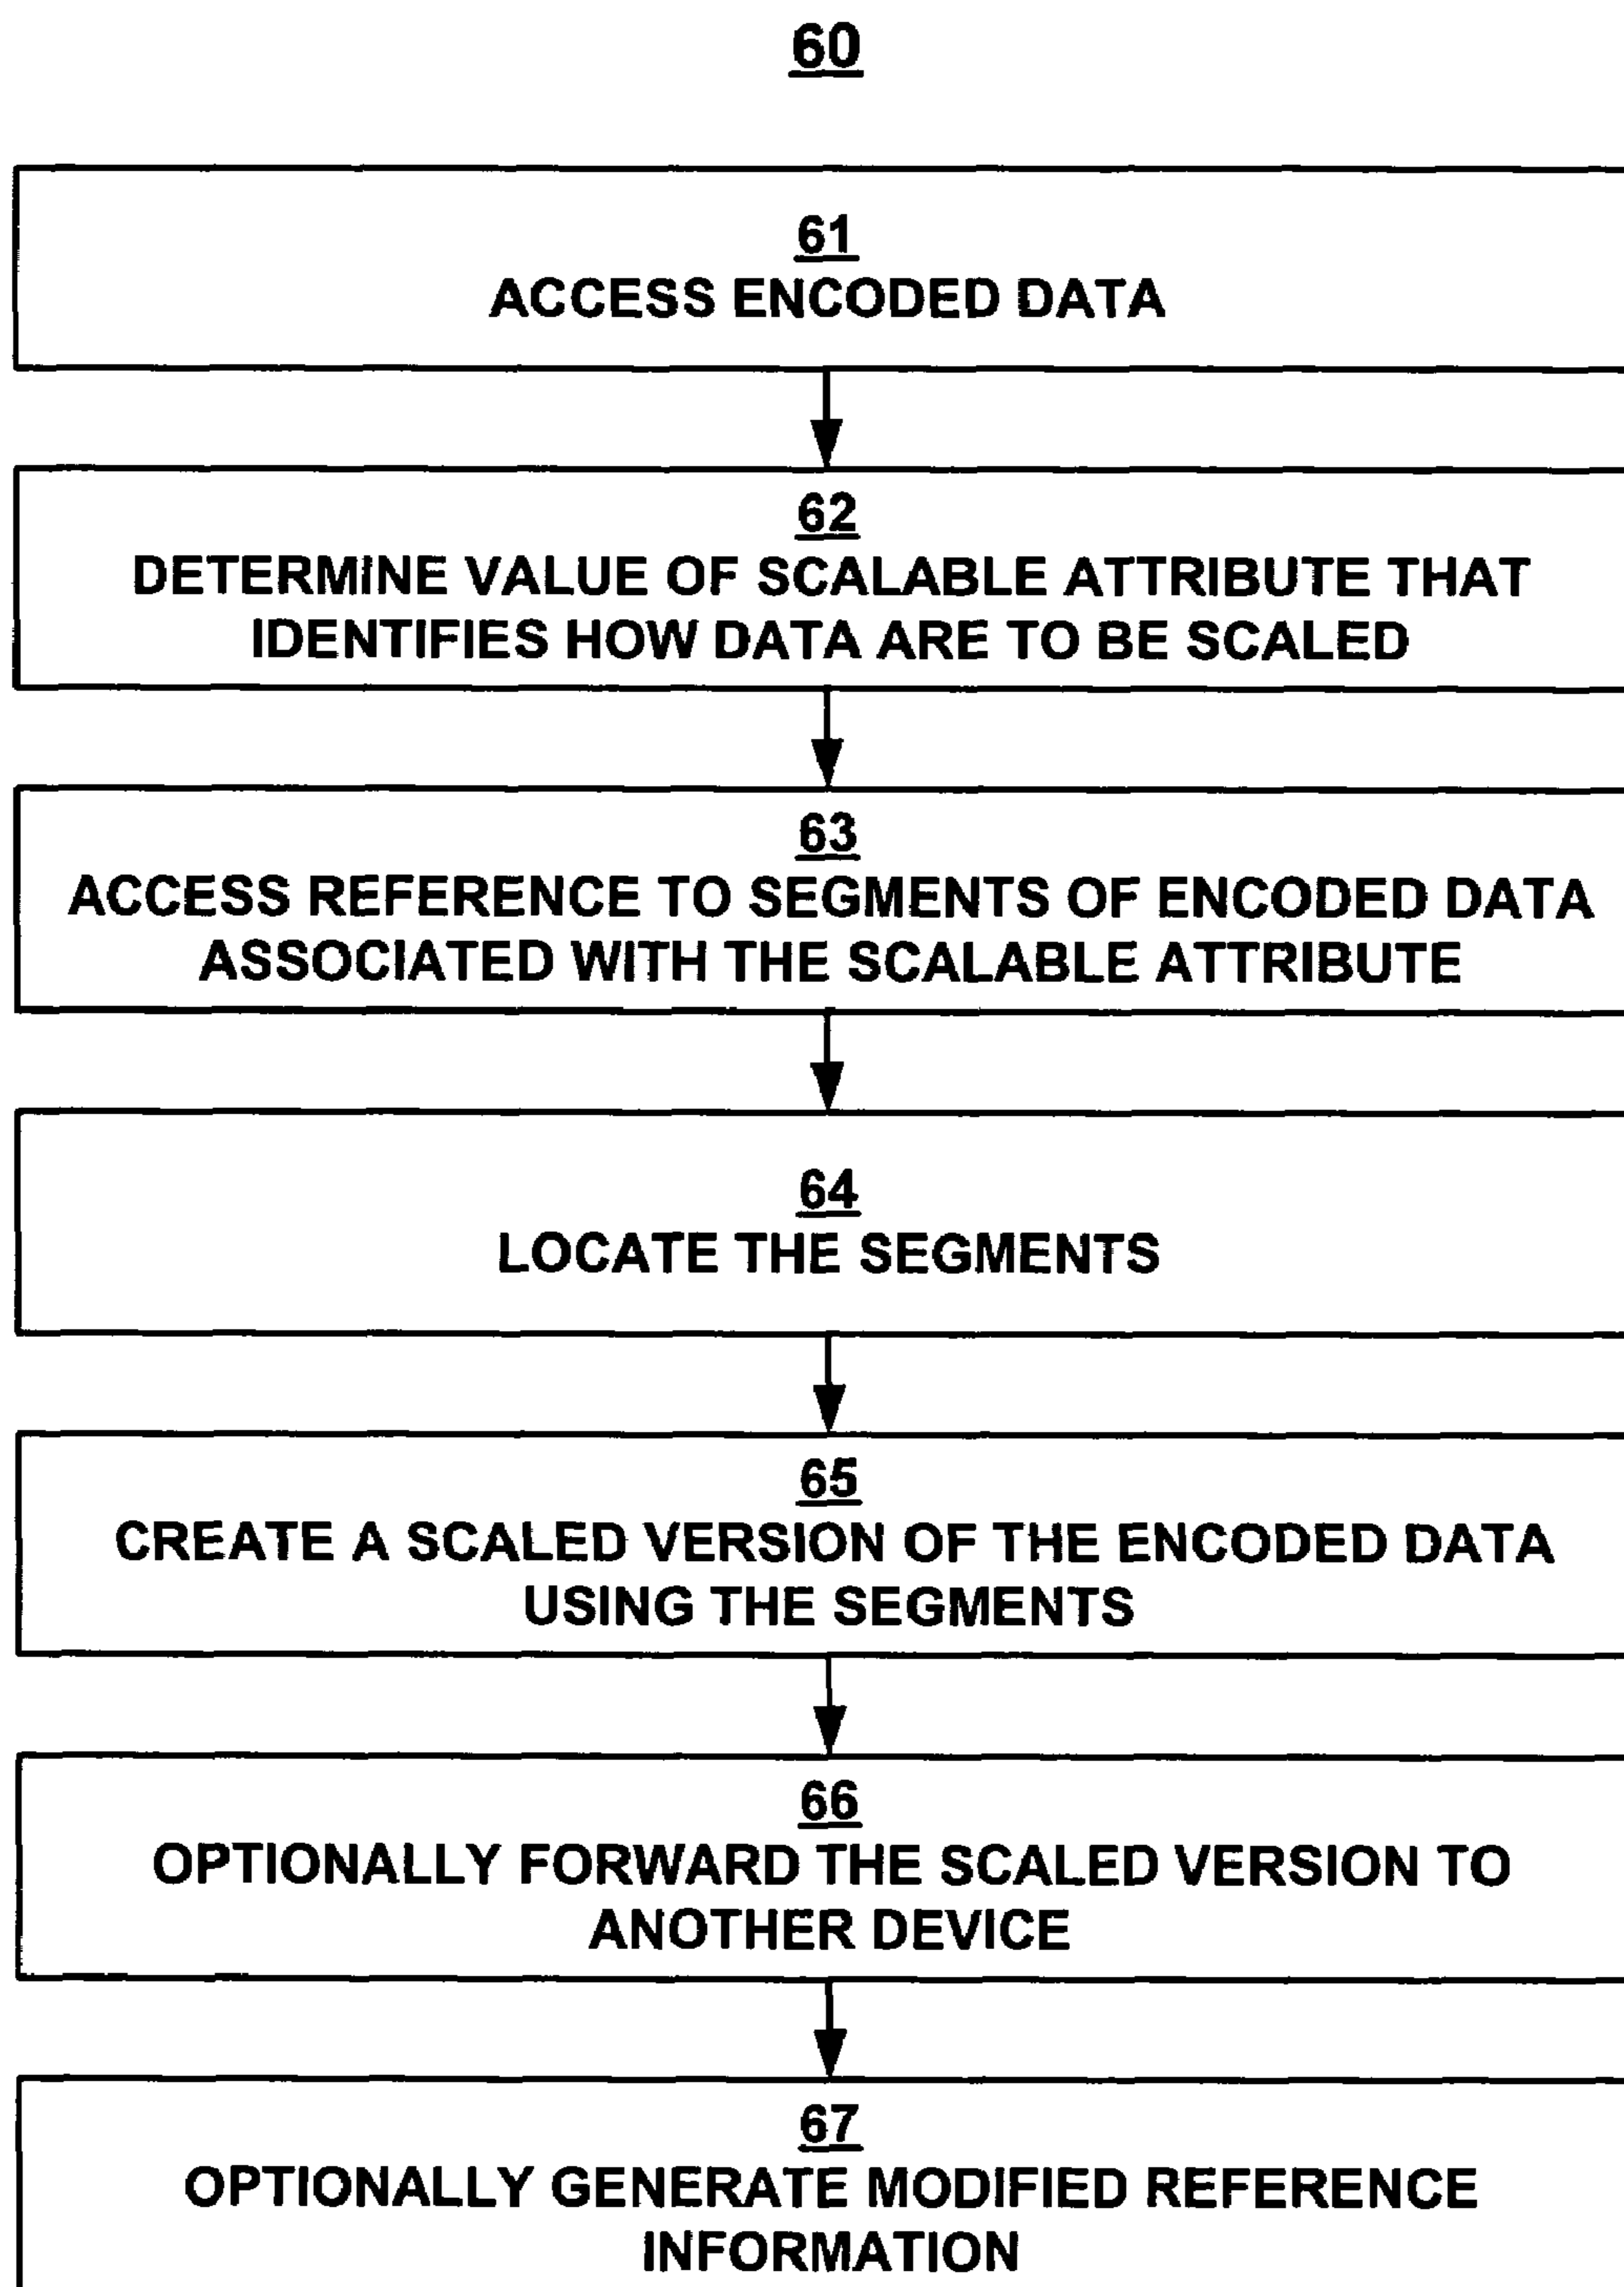 60
61
ACCESS ENCODED DATA
62
DETERMINE VALUE OF SCALABLE ATTRIBUTE THAT
IDENTIFIES HOW DATA ARE TO BE SCALED
63
ACCESS REFERENCE TO SEGMENTS OF ENCODED DATA
ASSOCIATED WITH THE SCALABLE ATTRIBUTE
64
LOCATE THE SEGMENTS
65
CREATE A SCALED VERSION OF THE ENCODED DATA
USING THE SEGMENTS
66
OPTIONALLY FORWARD THE SCALED VERSION TO
ANOTHER DEVICE
67
OPTIONALLY GENERATE MODIFIED REFERENCE
INFORMATION